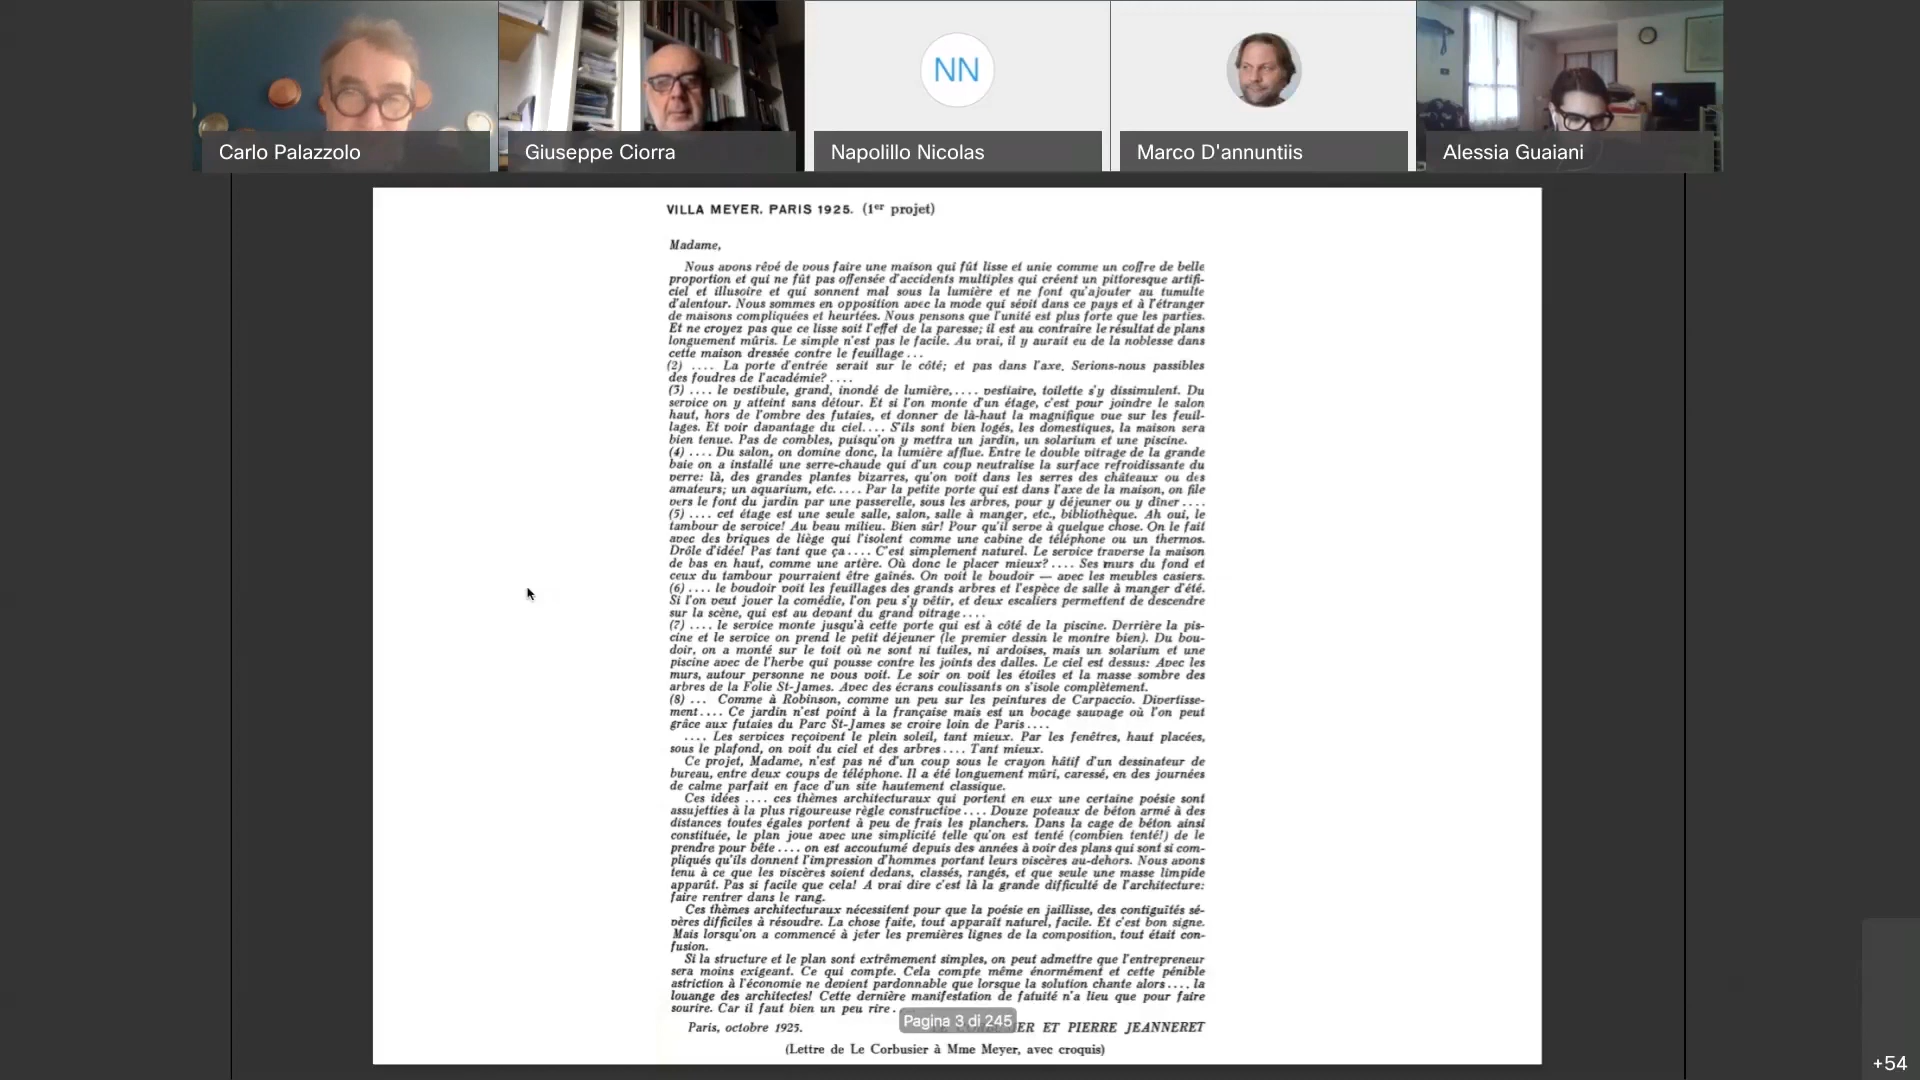 NN
Carlo Palazzolo
Giuseppe Ciorra
Napolillo Nicolas
Marco D'annuntiis
Alessia Guaiani
VILLA MEYER. PARIS 1925. (1er projet)
Madame,
Nous avons rêvé de vous faire une maison qui fût lisse et unie comme un coffre de belle
proportion et qui ne fût pas offensée d'accidents multiples qui créent un pittoresque artifi-
ciel et illusoire et qui sonnent mal sous la lumière et ne font qu'ajouter au tumulte
d'alentour. Nous sommes en opposition avec la mode qui sévit dans ce pays et à l'étranger
de maisons compliquées et heurtées. Nous pensons que l'unité est plus forte que les parties.
Et ne croyez pas que ce lisse soit l'effet de la paresse; il est au contraire le résultat de plans
longuement mûris. Le simple n'est pas le facile. Au vrai, il y aurait eu de la noblesse dans
cette maison dressée contre le feuillage ...
(2) .... La porte d'entrée serait sur le côté; et pas dans l'axe. Serions-nous passibles
des foudres de l'académie? ....
(3) .... le vestibule, grand, inondé de lumière, .... vestiaire, toilette s'y dissimulent. Du
service on y atteint sans détour. Et si l'on monte d'un étage, c'est pour joindre le salon
haut, hors de l'ombre des futaies, et donner de là-haut la magnifique vue sur les feuil-
lages. Et voir davantage du ciel.... S'ils sont bien logés, les domestiques, la maison sera
bien tenue. Pas de combles, puisqu'on y mettra un jardin, un solarium et une piscine.
(4) .... Du salon, on domine donc, la lumière afflue. Entre le double vitrage de la grande
baie on a installé une serre-chaude qui d'un coup neutralise la surface refroidissante du
verre: là, des grandes plantes bizarres, qu'on voit dans les serres des châteaux ou des
amateurs; un aquarium, etc..... Par la petite porte qui est dans l'axe de la maison, on file
vers le font du jardin par une passerelle, sous les arbres, pour y déjeuner ou y dîner ....
(5) .... cet étage est une seule salle, salon, salle à manger, etc., bibliothèque. Ah oui, le
tambour de service! Au beau milieu. Bien sûr! Pour qu'il serve à quelque chose. On le fait
avec des briques de liège qui l'isolent comme une cabine de téléphone ou un thermos.
Drôle d'idée! Pas tant que ça .... C'est simplement naturel. Le service traverse la maison
de bas en haut, comme une artère. Où donc le placer mieux? .... Ses murs du fond et
ceux du tambour pourraient être gaînés. On voit le boudoir — avec les meubles casiers.
(6) .... le boudoir voit les feuillages des grands arbres et l'espèce de salle à manger d'été.
Si l'on veut jouer la comédie, l'on peu s'y vêtir, et deux escaliers permettent de descendre
sur la scène, qui est au devant du grand vitrage ....
(7) .... le service monte jusqu'à cette porte qui est à côté de la piscine. Derrière la pis-
cine et le service on prend le petit déjeuner (le premier dessin le montre bien). Du bou-
doir, on a monté sur le toit où ne sont ni tuiles, ni ardoises, mais un solarium et une
piscine avec de l'herbe qui pousse contre les joints des dalles. Le ciel est dessus: Avec les
murs, autour personne ne vous voit. Le soir on voit les étoiles et la masse sombre des
arbres de la Folie St-James. Avec des écrans coulissants on s'isole complètement.
(8) ... Comme à Robinson, comme un peu sur les peintures de Carpaccio. Divertisse-
ment .... Ce jardin n'est point à la française mais est un bocage sauvage où l'on peut
grâce aux futaies du Parc St-James se croire loin de Paris ....
.... Les services reçoivent le plein soleil, tant mieux. Par les fenêtres, haut placées,
sous le plafond, on voit du ciel et des arbres .... Tant mieux.
Ce projet, Madame, n'est pas né d'un coup sous le crayon hâtif d'un dessinateur de
bureau, entre deux coups de téléphone. Il a été longuement mûri, caressé, en des journées
de calme parfait en face d'un site hautement classique.
Ces idées .... ces thèmes architecturaux qui portent en eux une certaine poésie sont
assujetties à la plus rigoureuse règle constructive .... Douze poteaux de béton armé à des
distances toutes égales portent à peu de frais les planchers. Dans la cage de béton ainsi
constituée, le plan joue avec une simplicité telle qu'on est tenté (combien tenté!) de le
prendre pour bête .... on est accoutumé depuis des années à voir des plans qui sont si com-
pliqués qu'ils donnent l'impression d'hommes portant leurs viscères au-dehors. Nous avons
tenu à ce que les viscères soient dedans, classés, rangés, et que seule une masse limpide
apparût. Pas si facile que cela! A vrai dire c'est là la grande difficulté de l'architecture:
faire rentrer dans le rang.
Ces thèmes architecturaux nécessitent pour que la poésie en jaillisse, des contiguïtés sé-
vères difficiles à résoudre. La chose faite, tout apparaît naturel, facile. Et c'est bon signe.
Mais lorsqu'on a commencé à jeter les premières lignes de la composition, tout était con-
fusion.
Si la structure et le plan sont extrêmement simples, on peut admettre que l'entrepreneur
sera moins exigeant. Ce qui compte. Cela compte même énormément et cette pénible
astriction à l'économie ne devient pardonnable que lorsque la solution chante alors .... la
louange des architectes! Cette dernière manifestation de fatuité n'a lieu que pour faire
sourire. Car il faut bien un peu rire .
Pagina 3 di 245
Paris, octobre 1925. ER ET PIERRE JEANNERET
(Lettre de Le Corbusier à Mme Meyer, avec croquis)
+54